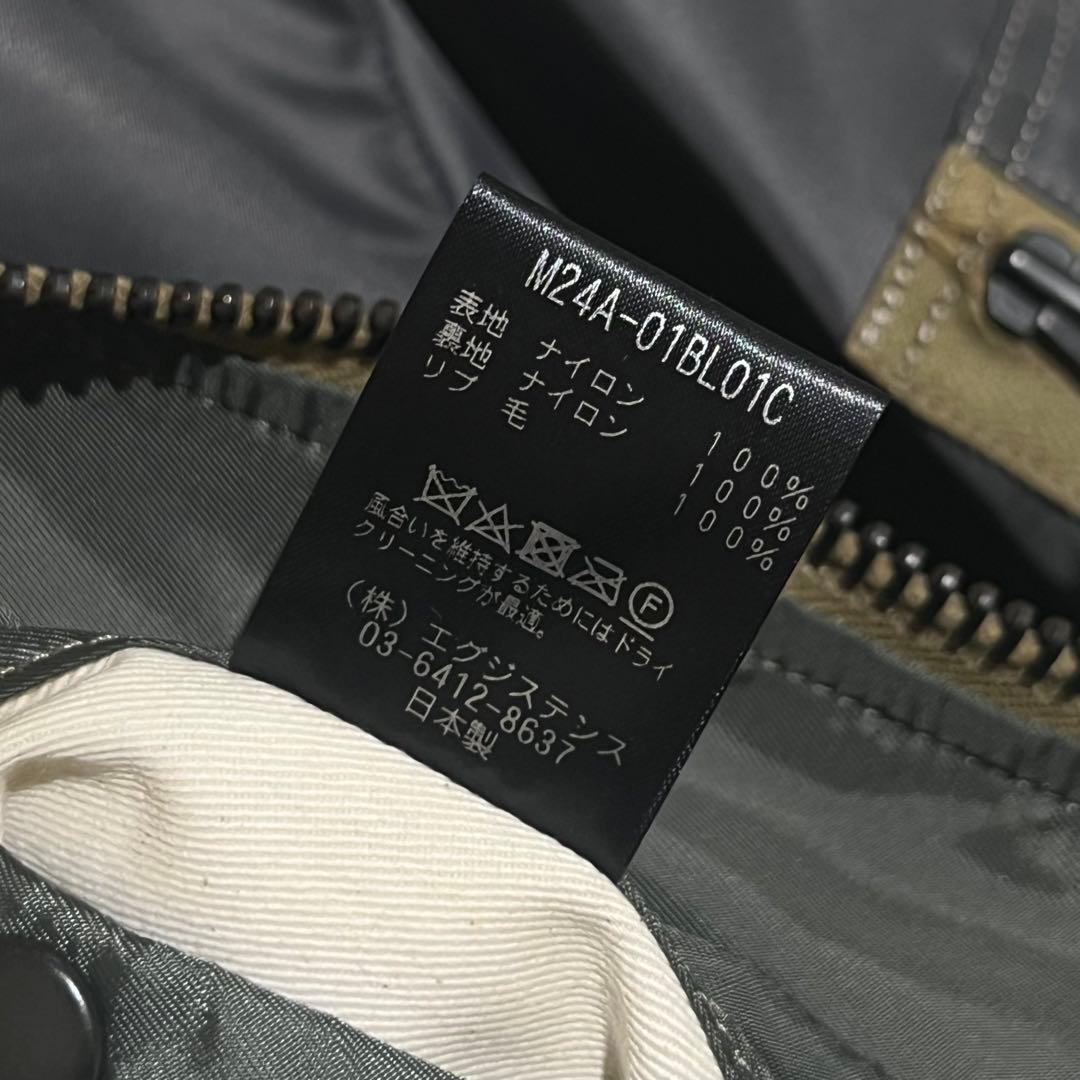 M24A-01BL01C
表地 ナイロン 100%
裏地 ナイロン 100%
リブ 毛 100%
F
風合いを維持するためにはドライ
クリーニングが最適。
(株)エグジステンス
03-6412-8637
日本製